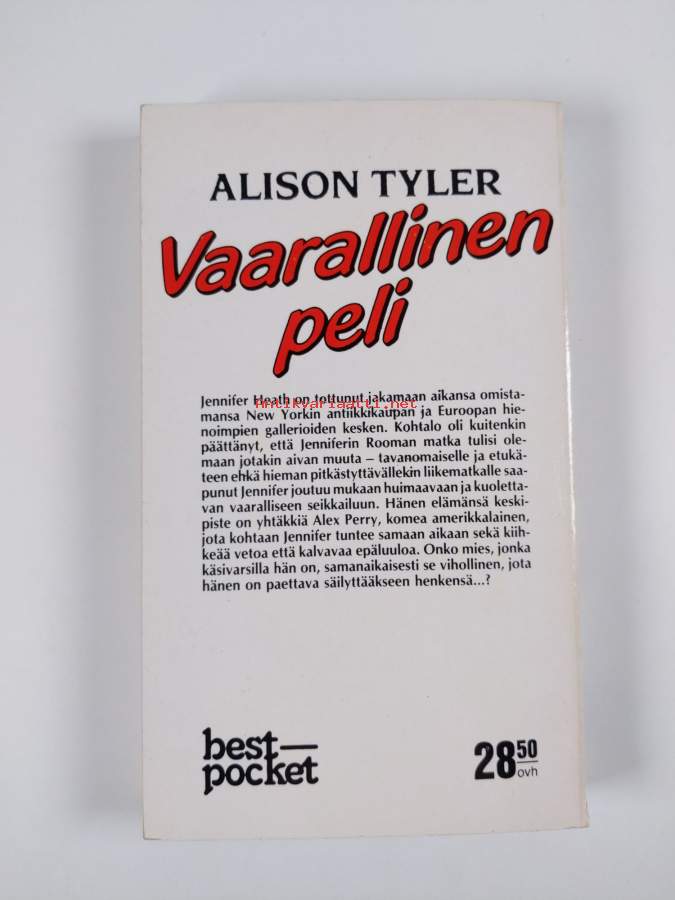 ALISON TYLER
Vaarallinen
peli
Jennifer Heath on tottunut jakamaan aikansa omista-
antikvariaatti.net
mansa New Yorkin antiikkikaupan ja Euroopan hie-
noimpien gallerioiden kesken. Kohtalo oli kuitenkin
päättänyt, että Jenniferin Rooman matka tulisi ole-
maan jotakin aivan muuta – tavanomaiselle ja etukä-
teen ehkä hieman pitkästyttävällekin liikematkalle saa-
punut Jennifer joutuu mukaan huimaavaan ja kuoletta-
van vaaralliseen seikkailuun. Hänen elämänsä keski-
piste on yhtäkkiä Alex Perry, komea amerikkalainen,
jota kohtaan Jennifer tuntee samaan aikaan sekä kiih-
keää vetoa että kalvavaa epäluuloa. Onko mies, jonka
käsivarsilla hän on, samanaikaisesti se vihollinen, jota
hänen on paettava säilyttääkseen henkensä...?
best—
pocket
28 50
ovh